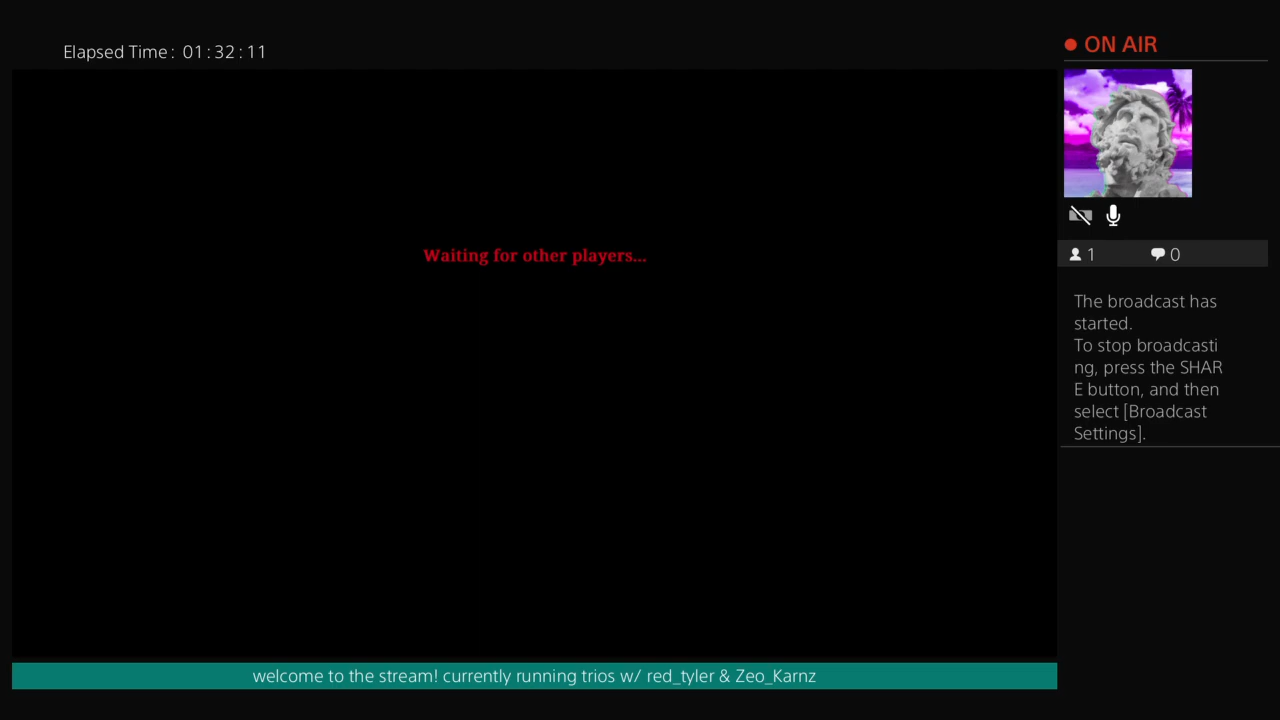 Elapsed Time: 01:32:11
ON AIR
Waiting for other players...
1 0
The broadcast has
started.
To stop broadcasti
ng, press the SHAR
E button, and then
select [Broadcast
Settings].
welcome to the stream! currently running trios w/ red_tyler & Zeo_Karnz